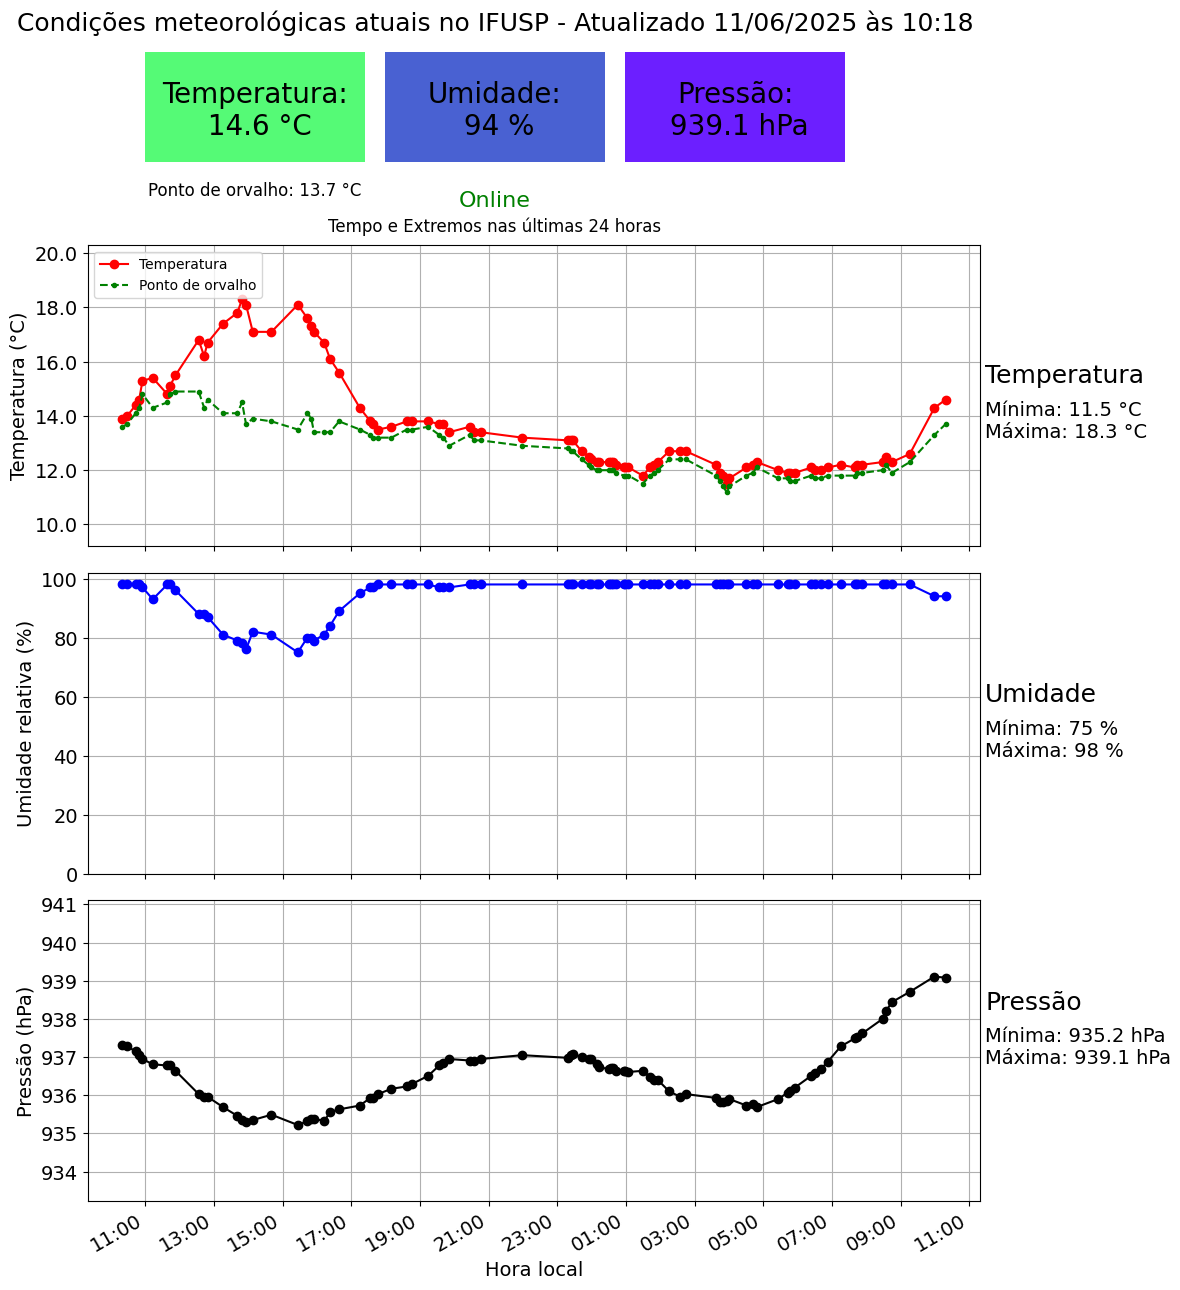 Condições meteorológicas atuais no IFUSP - Atualizado 11/06/2025 às 10:18
Temperatura:
14.6 °C
Umidade:
94 %
Pressão:
939.1 hPa
Ponto de orvalho: 13.7 °C
Online
Tempo e Extremos nas últimas 24 horas
Temperatura (°C)
20.0
18.0
16.0
14.0
12.0
10.0
Temperatura
Ponto de orvalho
Temperatura
Mínima: 11.5 °C
Máxima: 18.3 °C
Umidade relativa (%)
100
80
60
40
20
0
Umidade
Mínima: 75 %
Máxima: 98 %
Pressão (hPa)
941
940
939
938
937
936
935
934
Pressão
Mínima: 935.2 hPa
Máxima: 939.1 hPa
11:00
13:00
15:00
17:00
19:00
21:00
23:00
01:00
03:00
05:00
07:00
09:00
11:00
Hora local